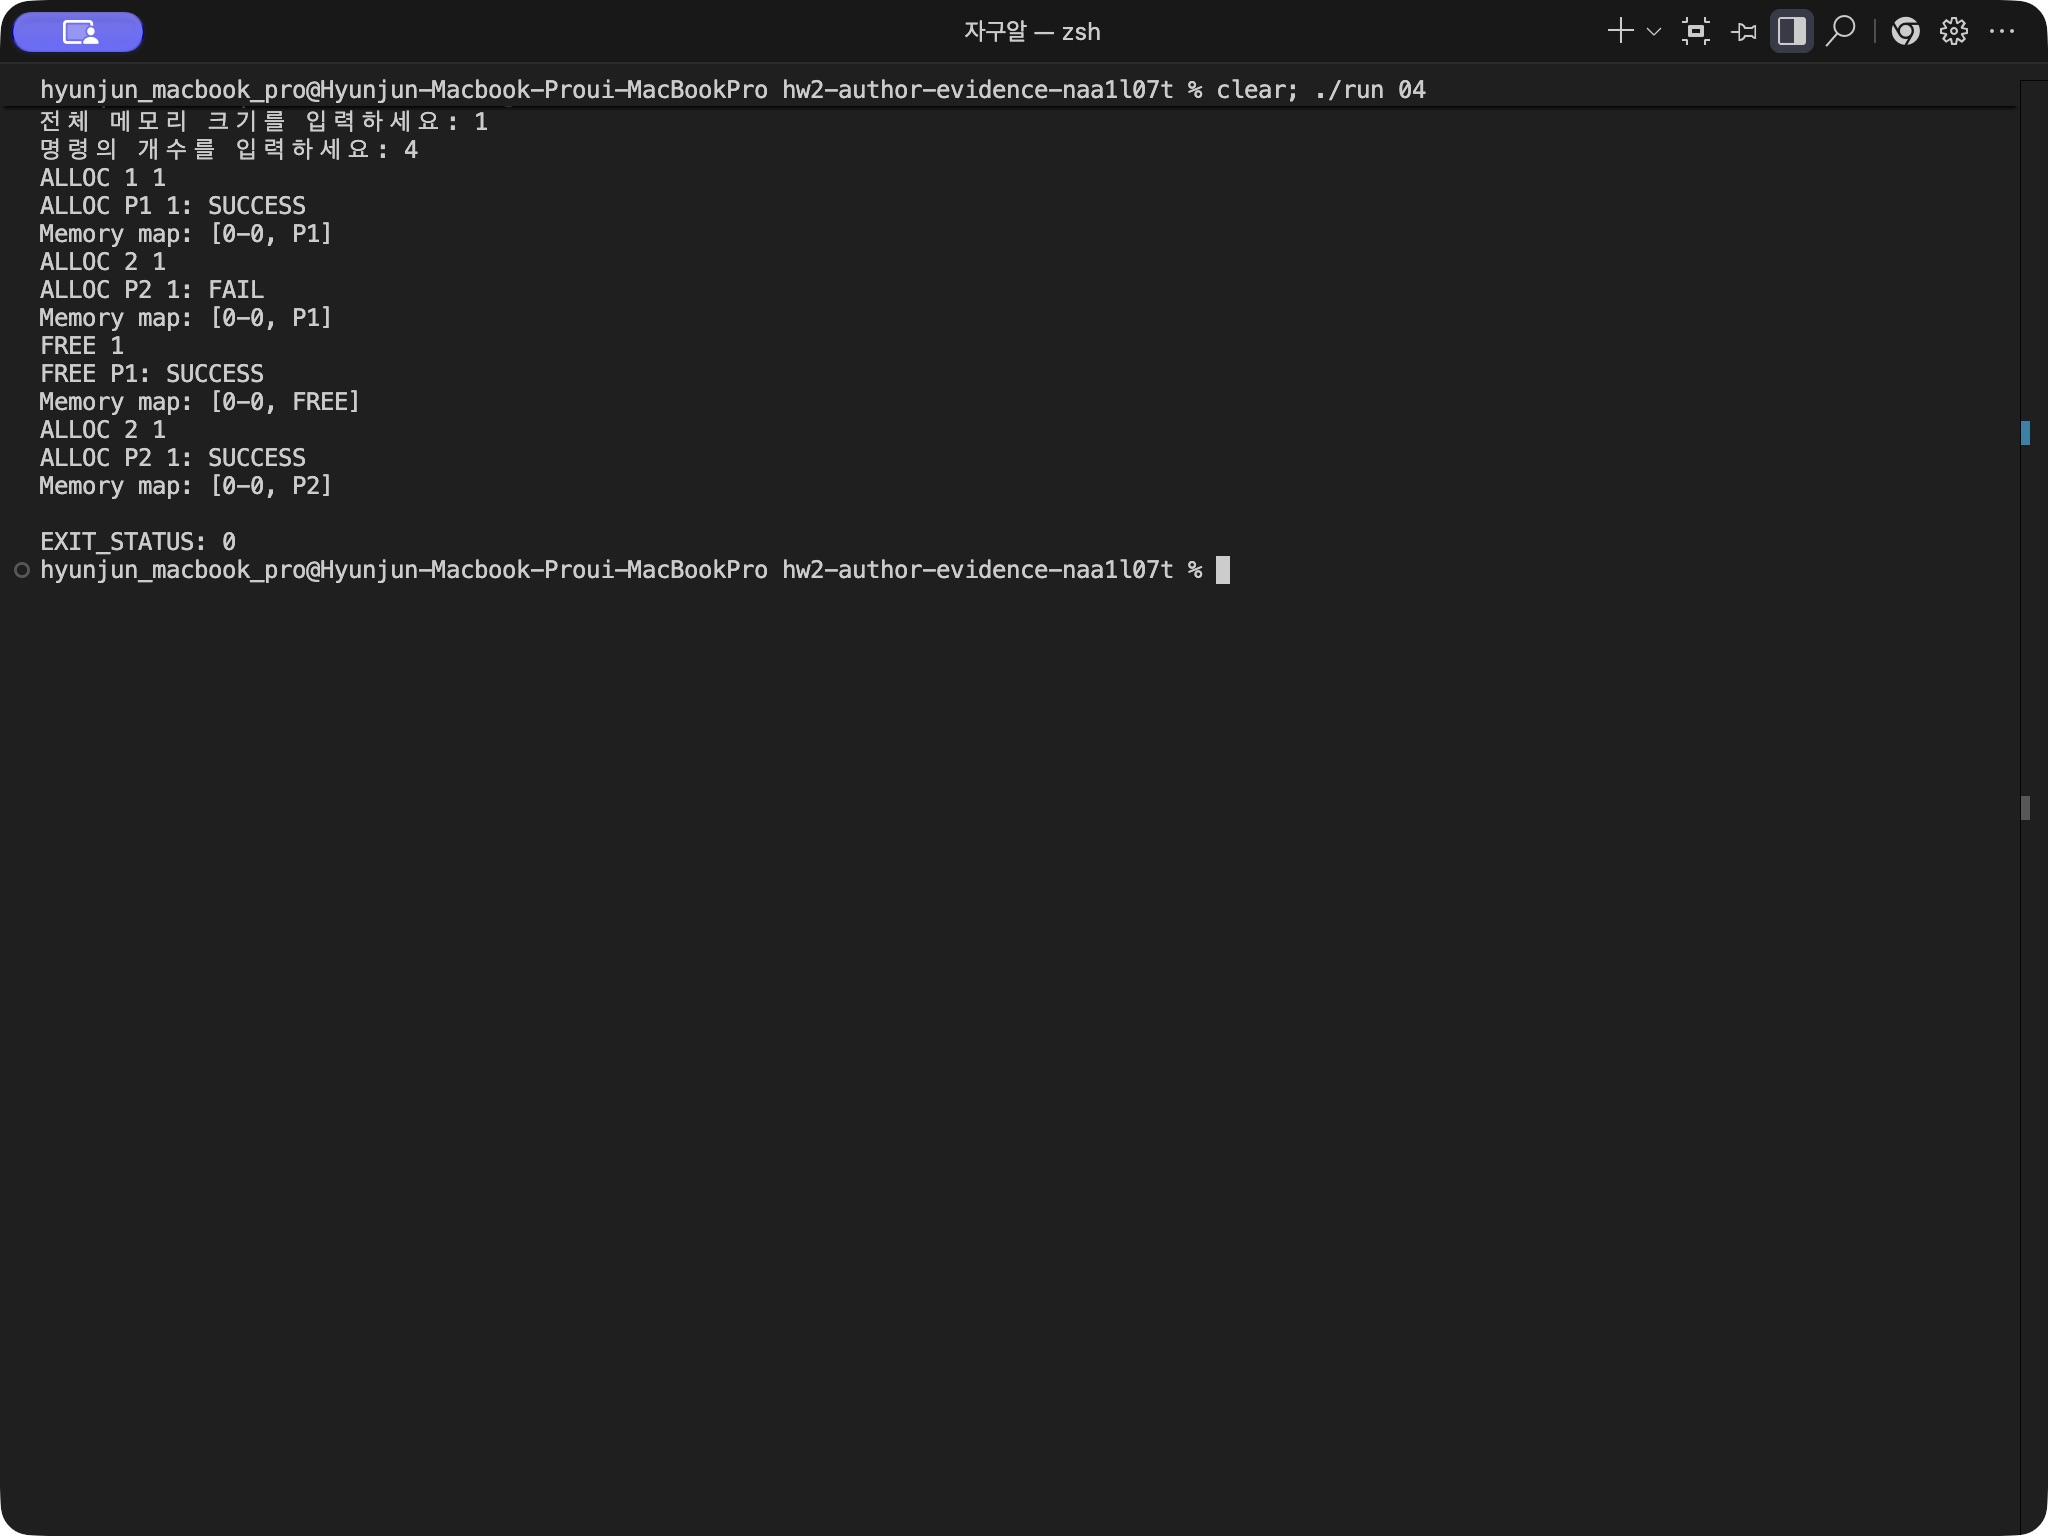 자구알 — zsh
hyunjun_macbook_pro@Hyunjun-Macbook-Proui-MacBookPro hw2-author-evidence-naa1l07t % clear; ./run 04
전체 메모리 크기를 입력하세요: 1
명령의 개수를 입력하세요: 4
ALLOC 1 1
ALLOC P1 1: SUCCESS
Memory map: [0-0, P1]
ALLOC 2 1
ALLOC P2 1: FAIL
Memory map: [0-0, P1]
FREE 1
FREE P1: SUCCESS
Memory map: [0-0, FREE]
ALLOC 2 1
ALLOC P2 1: SUCCESS
Memory map: [0-0, P2]
EXIT_STATUS: 0
hyunjun_macbook_pro@Hyunjun-Macbook-Proui-MacBookPro hw2-author-evidence-naa1l07t %